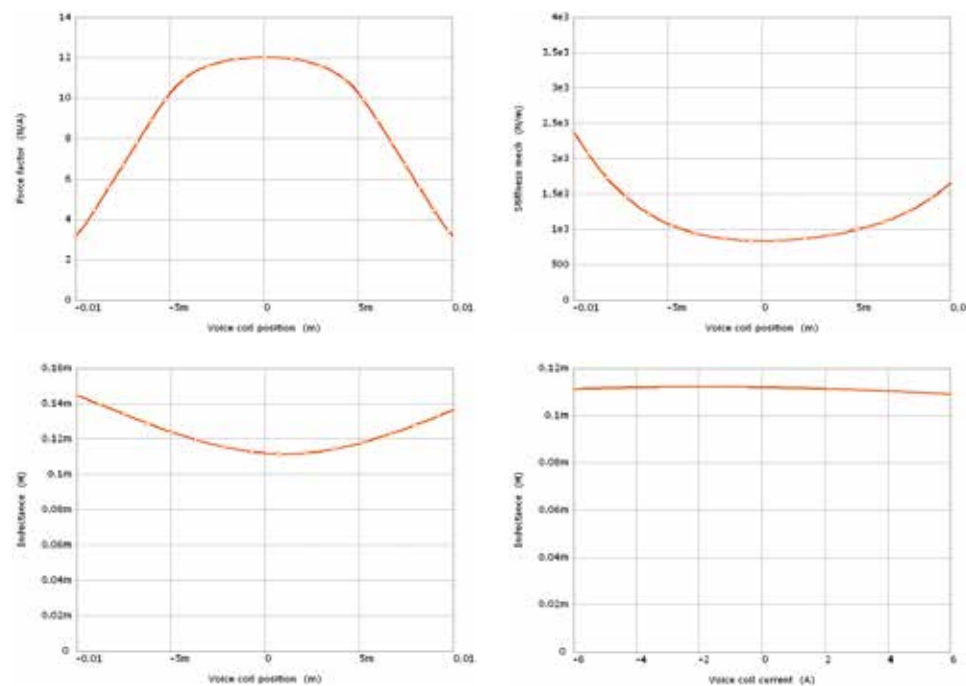 14
12
10
8
6
4
2
0
Force factor (N/A)
-0.01
-5m
0
5m
0.01
Voice coil position (m)
4e3
3.5e3
3e3
2.5e3
2e3
1.5e3
1e3
500
0
Stiffness mech (N/m)
-0.01
-5m
0
5m
0.0
Voice coil position (m)
0.16m
0.14m
0.12m
0.1m
0.08m
0.06m
0.04m
0.02m
0
Inductance (H)
-0.01
-5m
0
5m
0.01
Voice coil position (m)
0.12m
0.1m
0.08m
0.06m
0.04m
0.02m
0
Inductance (H)
-6
-4
-2
0
2
4
6
Voice coil current (A)